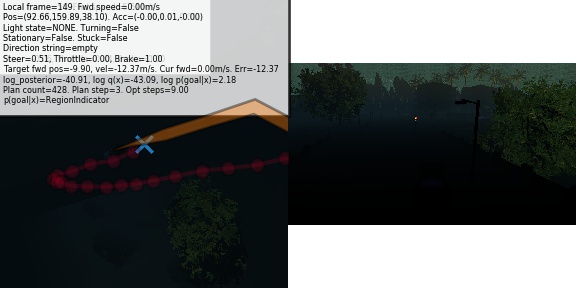 Local frame=149. Fwd speed=0.00m/s
Pos=(92.66,159.89,38.10). Acc=(-0.00,0.01,-0.00)
Light state=NONE. Turning=False
Stationary=False. Stuck=False
Direction string=empty
Steer=0.51, Throttle=0.00, Brake=1.00
Target fwd pos=-9.90, vel=-12.37m/s. Cur fwd=0.00m/s. Err=-12.37
log_posterior=-40.91, log q(x)=-43.09, log p(goal|x)=2.18
Plan count=428. Plan step=3. Opt steps=9.00
p(goal|x)=RegionIndicator